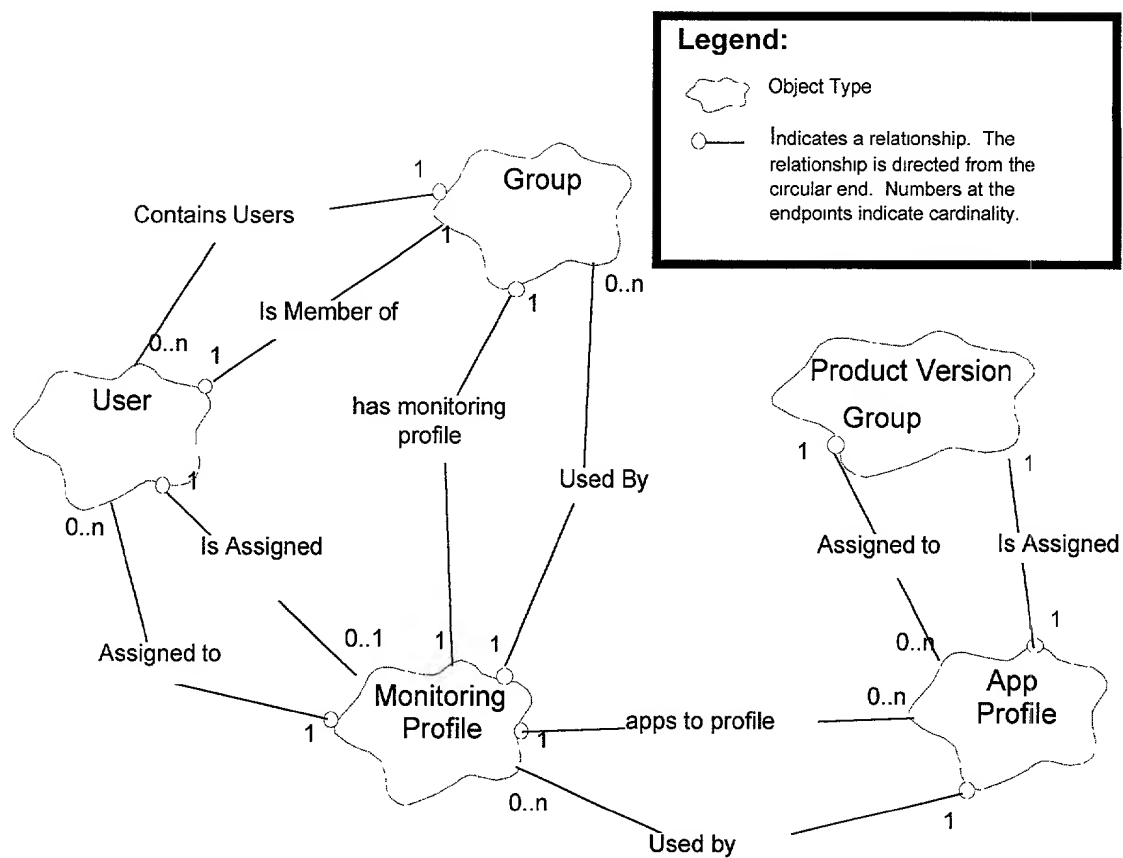 Legend:
Object Type
Indicates a relationship. The
relationship is directed from the
circular end. Numbers at the
endpoints indicate cardinality.
1
Group
Contains Users
1
0..n
Is Member of
1
0..n
1
User
Product Version
Group
has monitoring
profile
1
1
1
Used By
0..n
Is Assigned
Assigned to
Is Assigned
0..1
1
1
0..n
1
Assigned to
Monitoring
Profile
0..n
App
Profile
1
1
apps to profile
0..n
1
Used by